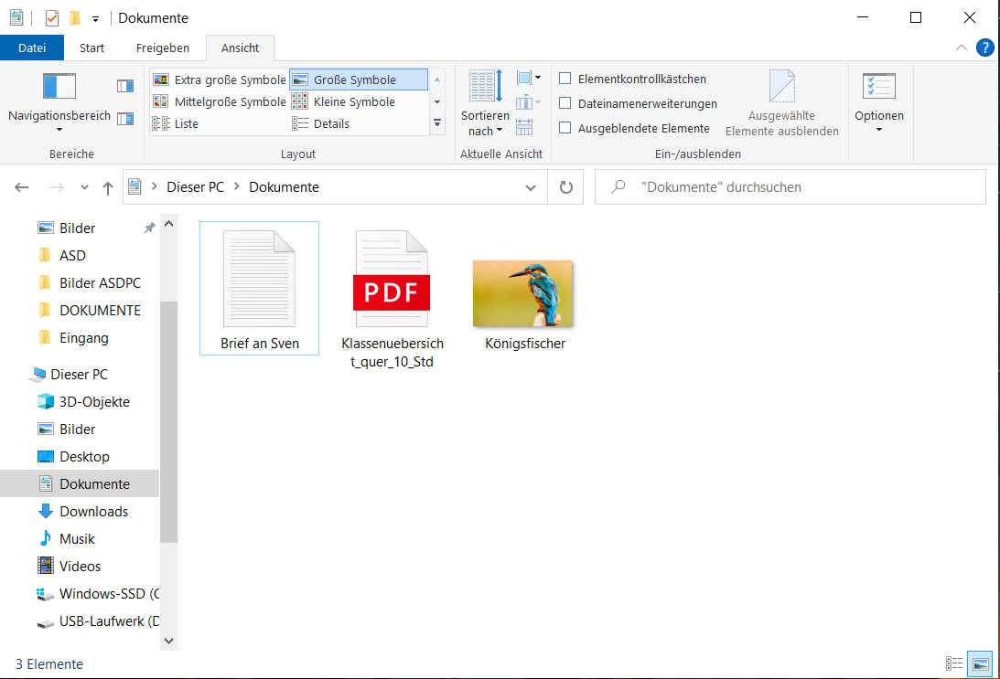 Dokumente
Datei Start Freigeben Ansicht
?
Extra große Symbole Große Symbole
Mittelgroße Symbole Kleine Symbole
Liste Details
Navigationsbereich
Sortieren
nach
Elementkontrollkästchen
Dateinamenerweiterungen
Ausgeblendete Elemente
Ausgewählte
Elemente ausblenden
Optionen
Bereiche Layout Aktuelle Ansicht Ein-/ausblenden
Dieser PC > Dokumente
"Dokumente" durchsuchen
Bilder
ASD
Bilder ASDPC
DOKUMENTE
Eingang
Dieser PC
3D-Objekte
Bilder
Desktop
Dokumente
Downloads
Musik
Videos
Windows-SSD (C
USB-Laufwerk (D
Brief an Sven
PDF
Klassenuebersich
t_quer_10_Std
Königsfischer
3 Elemente